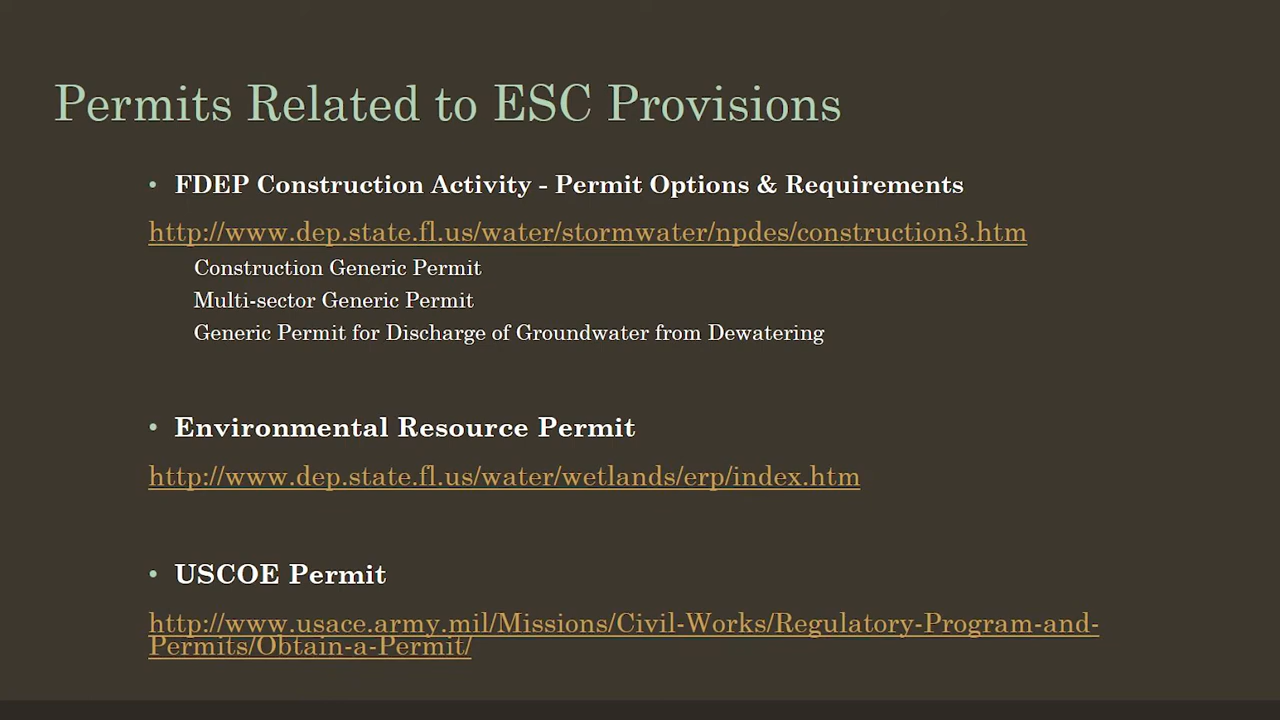 Permits Related to ESC Provisions
• FDEP Construction Activity - Permit Options & Requirements
http://www.dep.state.fl.us/water/stormwater/npdes/construction3.htm
Construction Generic Permit
Multi-sector Generic Permit
Generic Permit for Discharge of Groundwater from Dewatering
• Environmental Resource Permit
http://www.dep.state.fl.us/water/wetlands/erp/index.htm
• USCOE Permit
http://www.usace.army.mil/Missions/Civil-Works/Regulatory-Program-and-
Permits/Obtain-a-Permit/